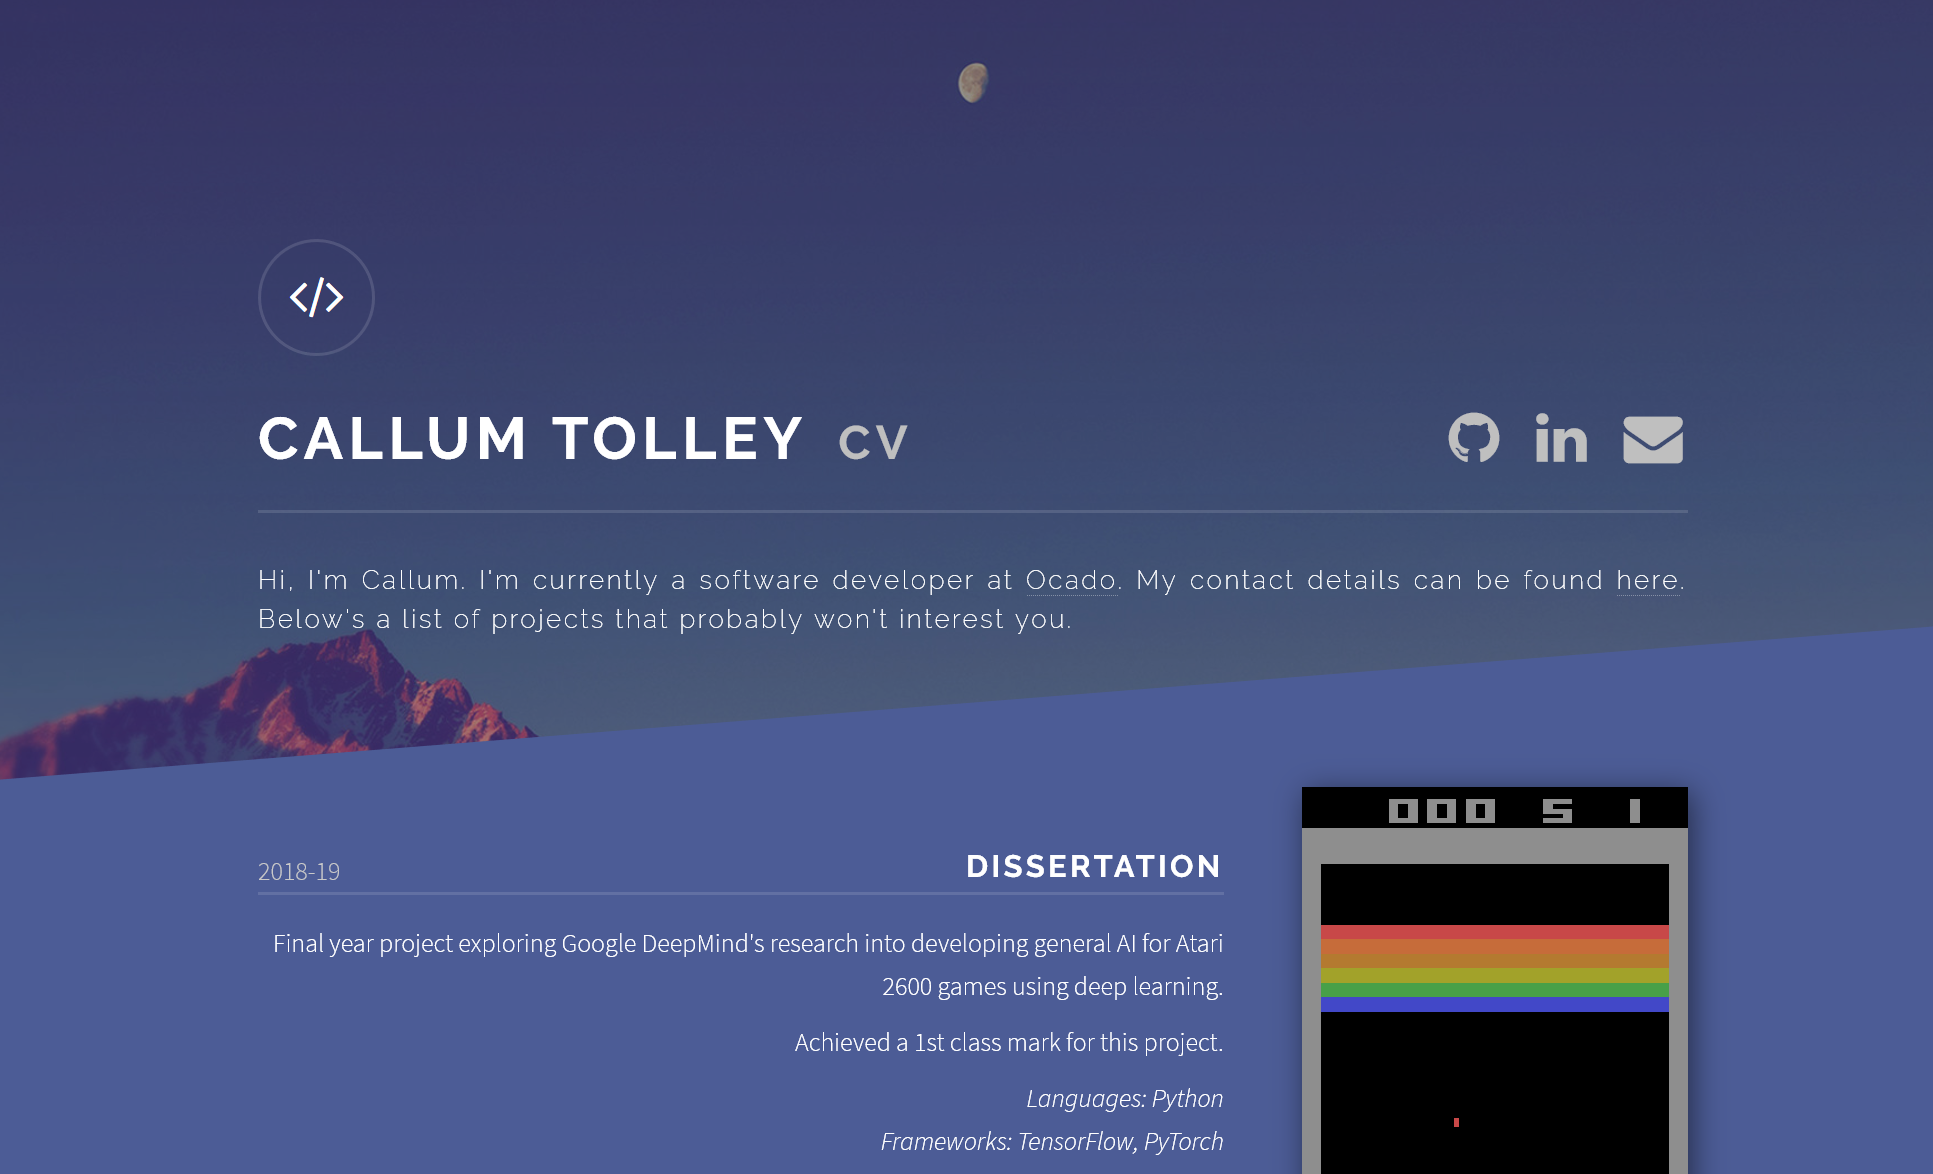 </>
CALLUM TOLLEY CV
in
Hi, I'm Callum. I'm currently a software developer at Ocado. My contact details can be found here.
Below's a list of projects that probably won't interest you.
000 5 1
2018-19 DISSERTATION
Final year project exploring Google DeepMind's research into developing general AI for Atari
2600 games using deep learning.
Achieved a 1st class mark for this project.
Languages: Python
Frameworks: TensorFlow, PyTorch